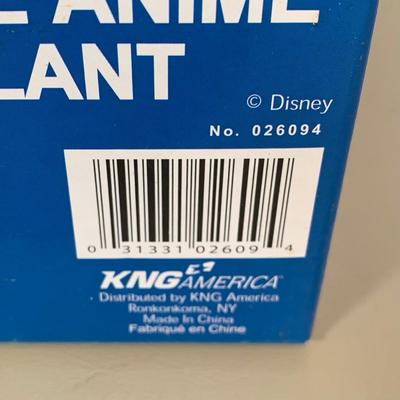 E ANIMÉ
LANT
© Disney
No. 026094
0 31331 02609 4
KNG AMERICA
Distributed by KNG America
Ronkonkoma, NY
Made In China
Fabriqué en Chine